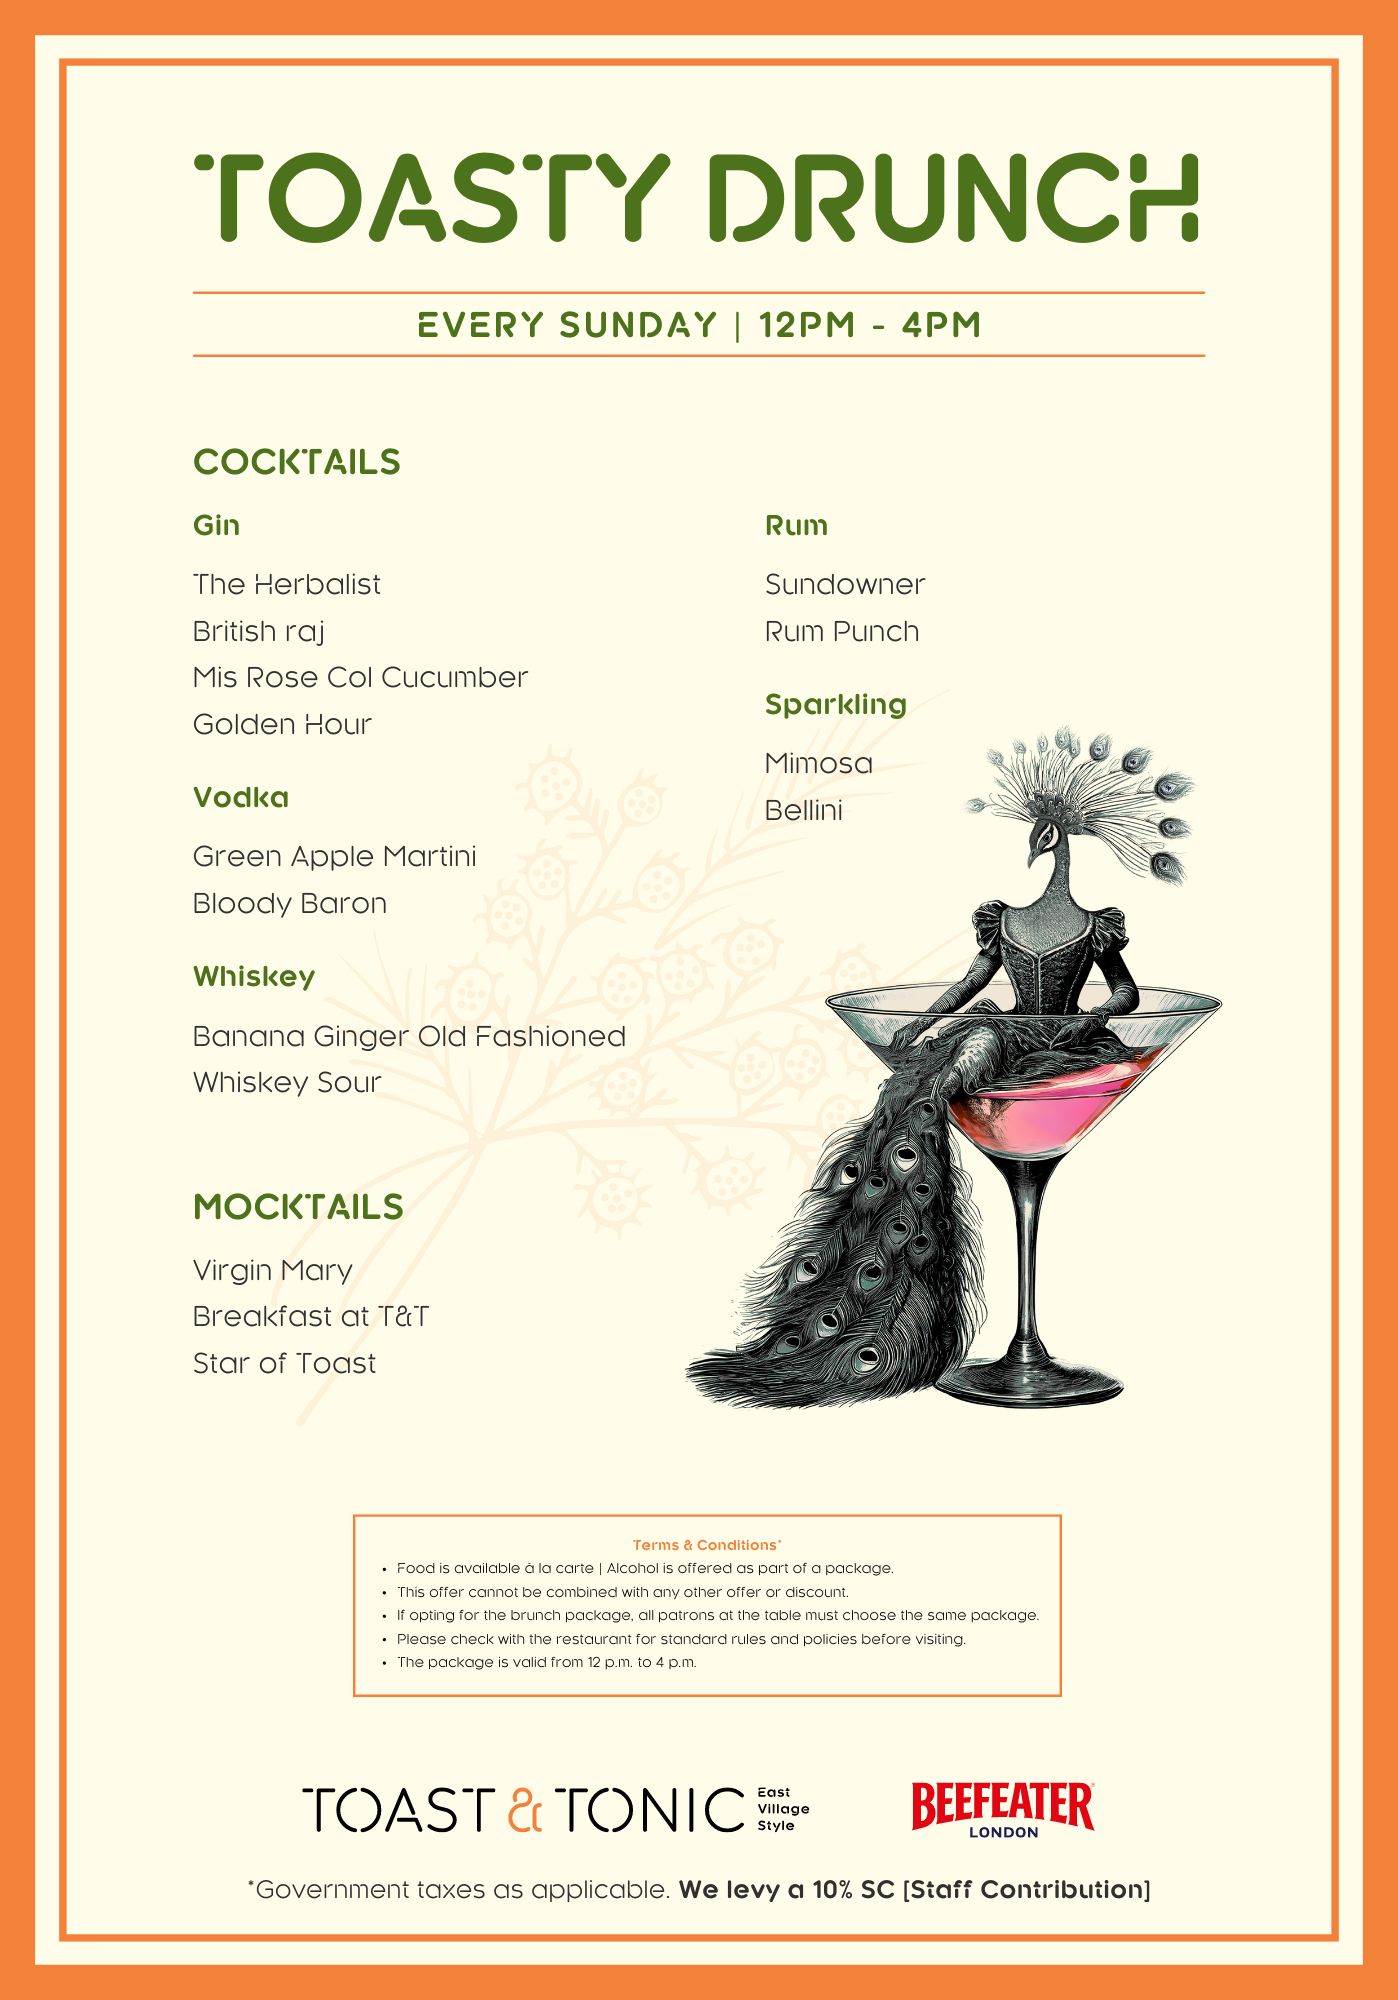 TOASTY DRUNCH
EVERY SUNDAY | 12PM - 4PM
COCKTAILS
Gin
The Herbalist
British raj
Mis Rose Col Cucumber
Golden Hour
Vodka
Green Apple Martini
Bloody Baron
Whiskey
Banana Ginger Old Fashioned
Whiskey Sour
Rum
Sundowner
Rum Punch
Sparkling
Mimosa
Bellini
MOCKTAILS
Virgin Mary
Breakfast at T&T
Star of Toast
Terms & Conditions*
• Food is available à la carte | Alcohol is offered as part of a package.
• This offer cannot be combined with any other offer or discount.
• If opting for the brunch package, all patrons at the table must choose the same package.
• Please check with the restaurant for standard rules and policies before visiting.
• The package is valid from 12 p.m. to 4 p.m.
TOAST & TONIC
East
Village
Style
BEEFEATER®
LONDON
*Government taxes as applicable. We levy a 10% SC [Staff Contribution]